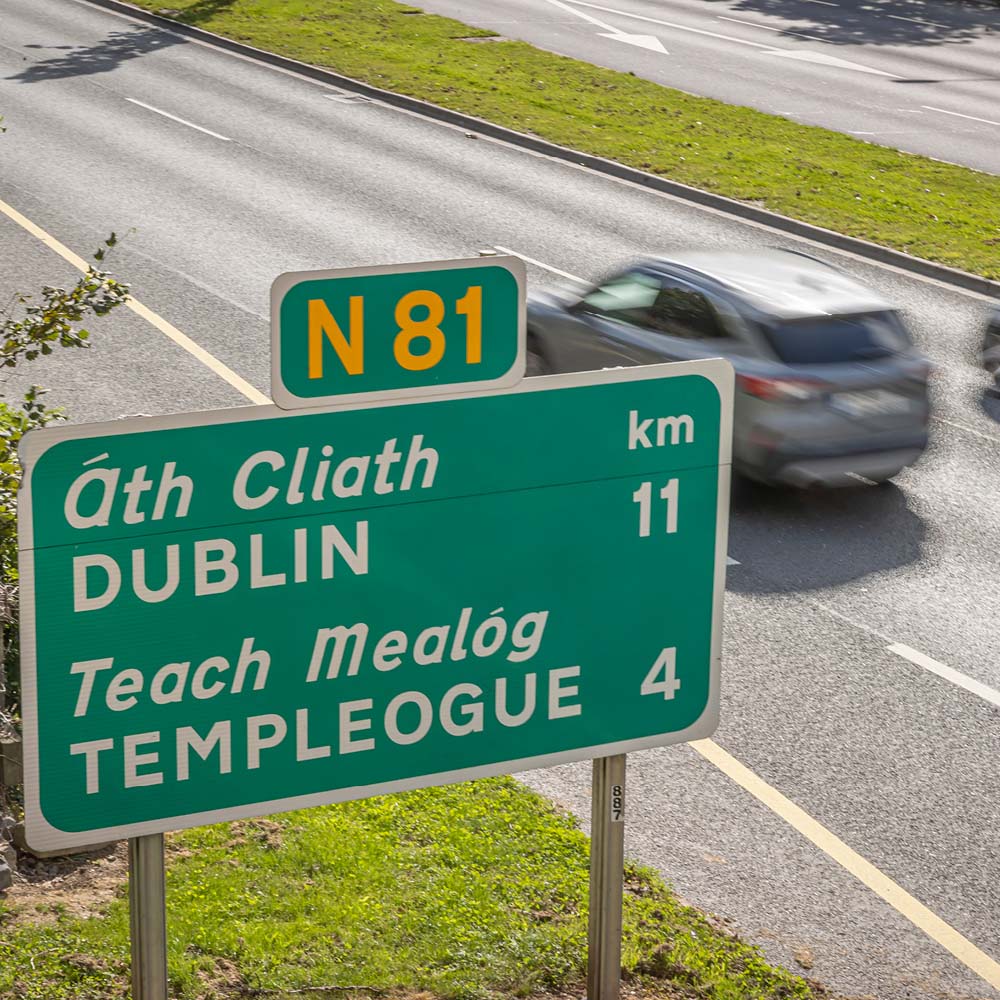 N 81
km
Áth Cliath
DUBLIN 11
Teach Mealóg
TEMPLEOGUE 4
887